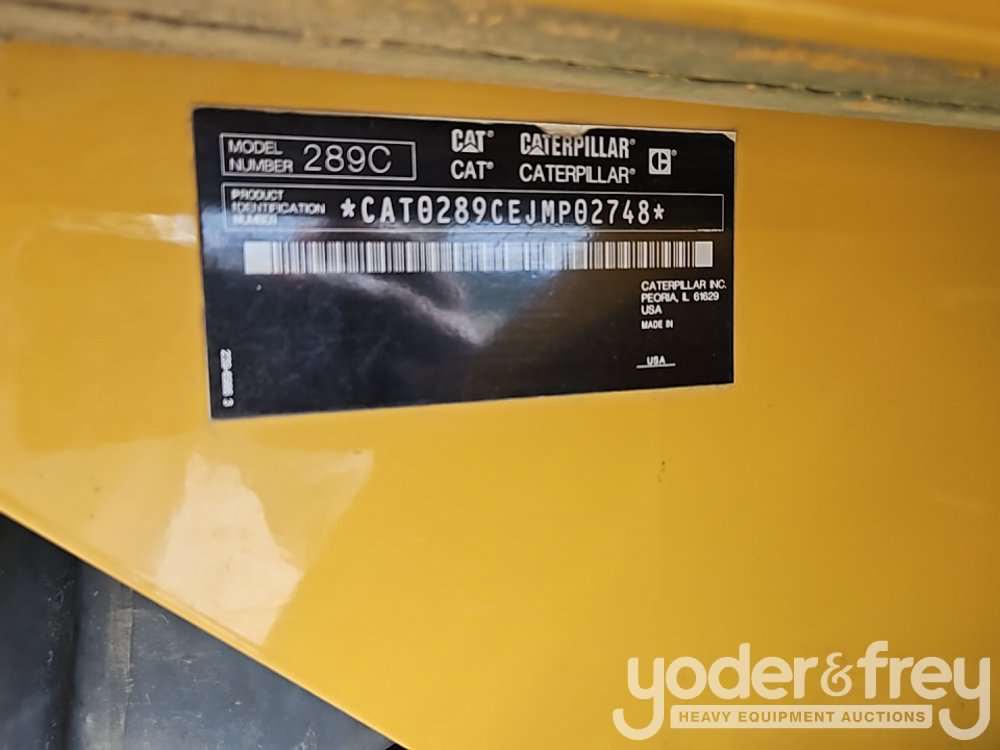 MODEL NUMBER 289C
CAT® CATERPILLAR®
CAT® CATERPILLAR® C®
PRODUCT IDENTIFICATION NUMBER *CAT0289CEJMP02748*
CATERPILLAR INC.
PEORIA, IL 61629
USA
MADE IN
USA
yoder&frey
HEAVY EQUIPMENT AUCTIONS